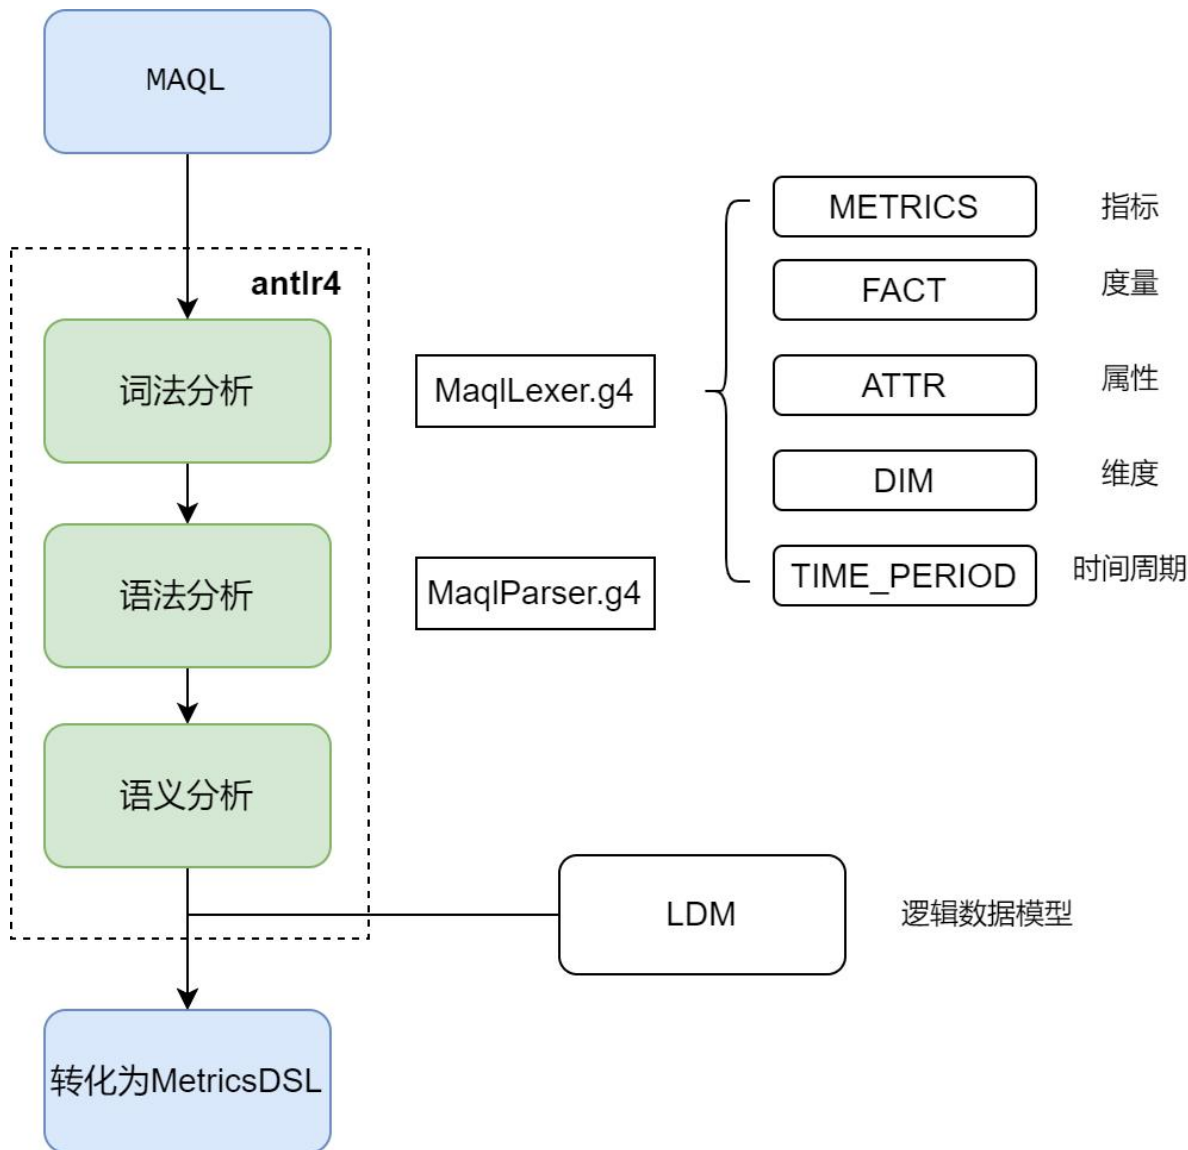 MAQL
antlr4
词法分析
语法分析
语义分析
转化为MetricsDSL
MaqlLexer.g4
MaqlParser.g4
METRICS 指标
FACT 度量
ATTR 属性
DIM 维度
TIME_PERIOD 时间周期
LDM 逻辑数据模型